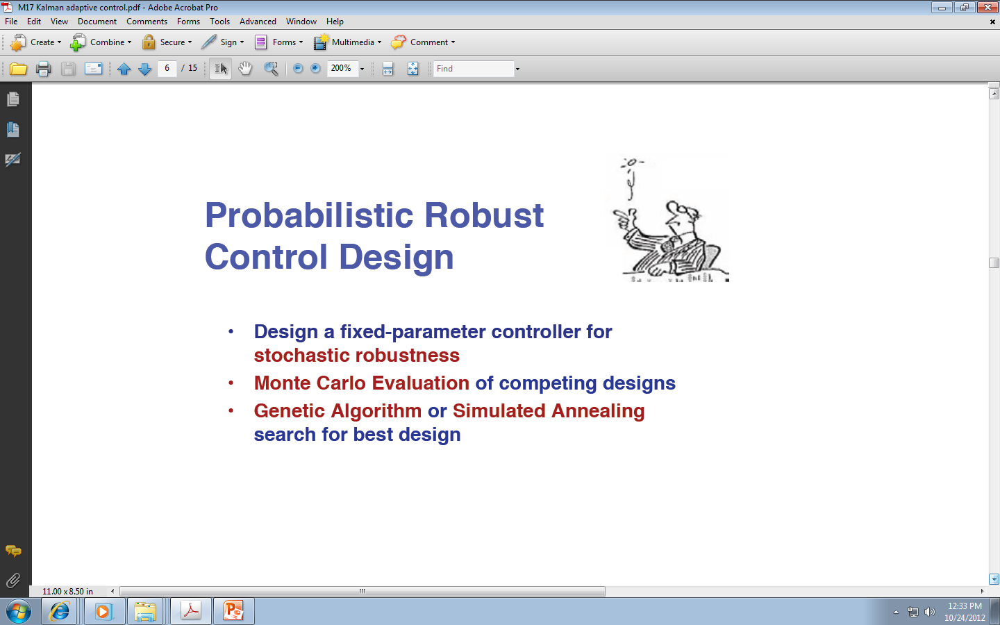 M17 Kalman adaptive control.pdf - Adobe Acrobat Pro
File Edit View Document Comments Forms Tools Advanced Window Help
Create Combine Secure Sign Forms Multimedia Comment
6 / 15 200% Find
Probabilistic Robust
Control Design
• Design a fixed-parameter controller for
stochastic robustness
• Monte Carlo Evaluation of competing designs
• Genetic Algorithm or Simulated Annealing
search for best design
11.00 x 8.50 in
12:33 PM
10/24/2012